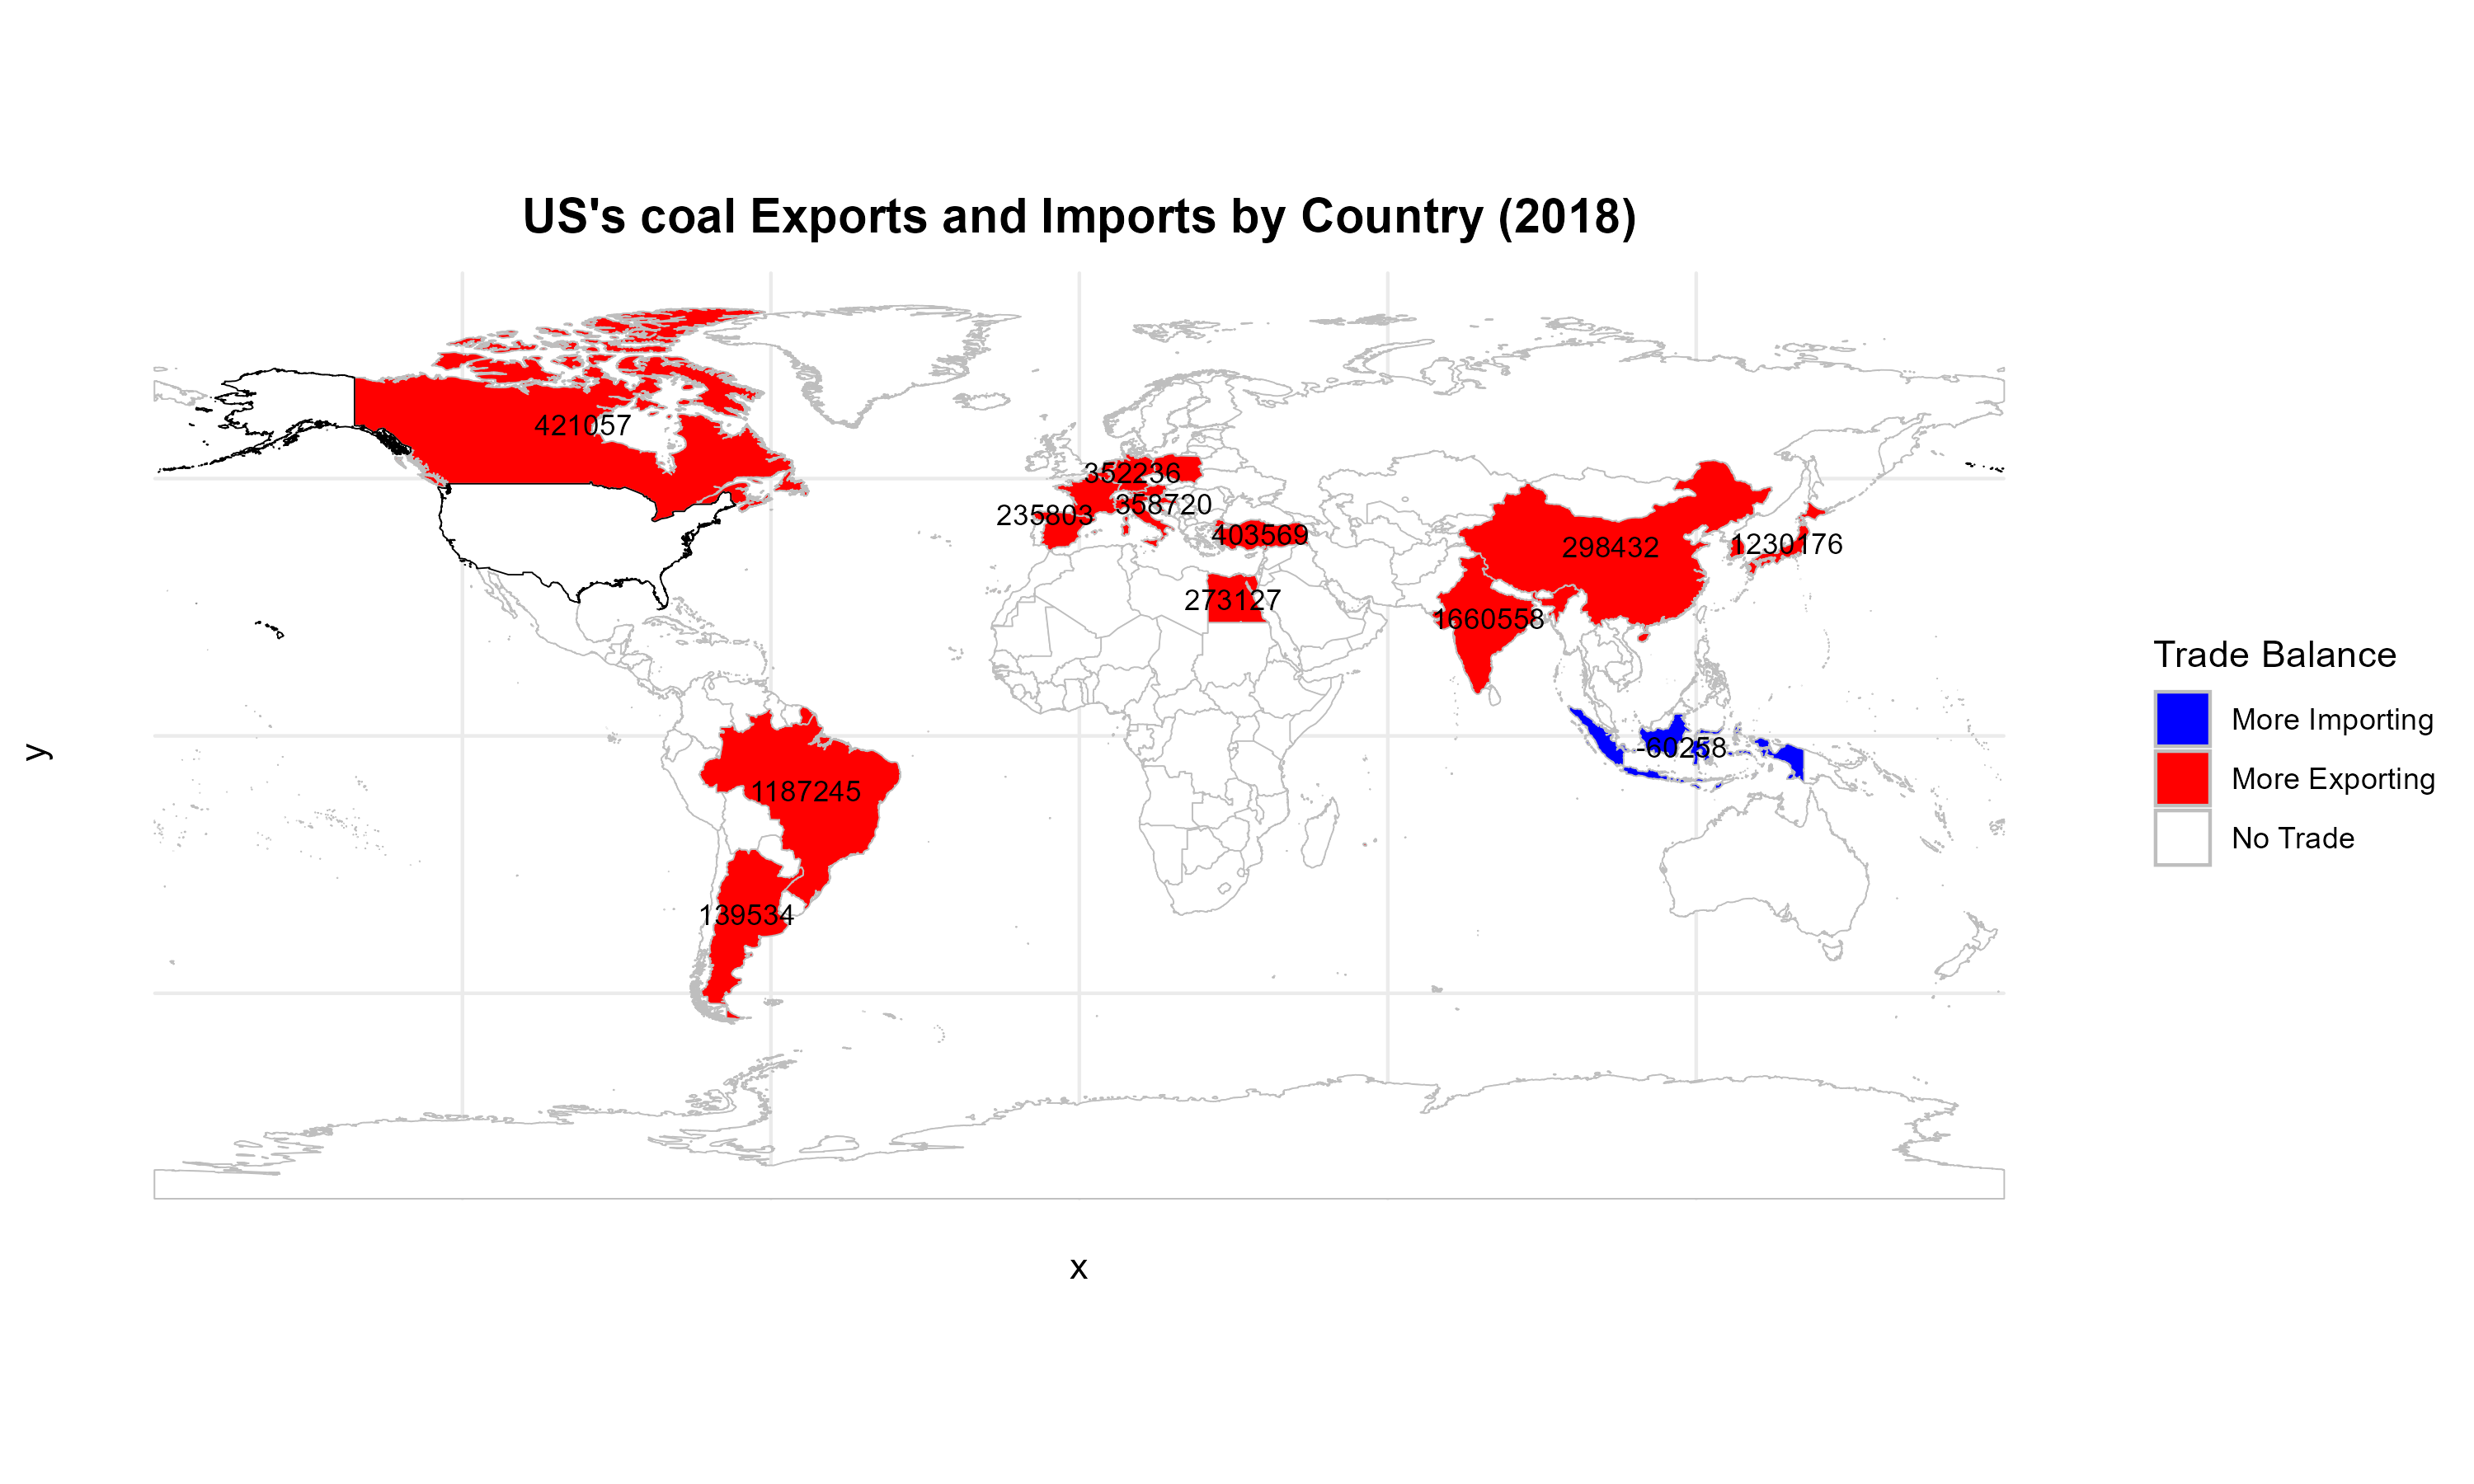 US's coal Exports and Imports by Country (2018)
421057
352236
358720
235803
403569
298432
1230176
273127
1660558
-60258
1187245
139534
y
x
Trade Balance
More Importing
More Exporting
No Trade